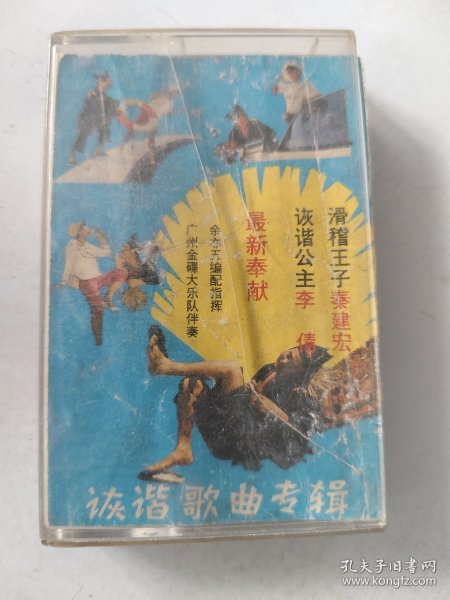 滑稽王子秦建宏
诙谐公主李倩
最新奉献
余东五编配指挥
广州金碟大乐队伴奏
诙谐歌曲专辑
孔夫子旧书网
www.kongfz.com